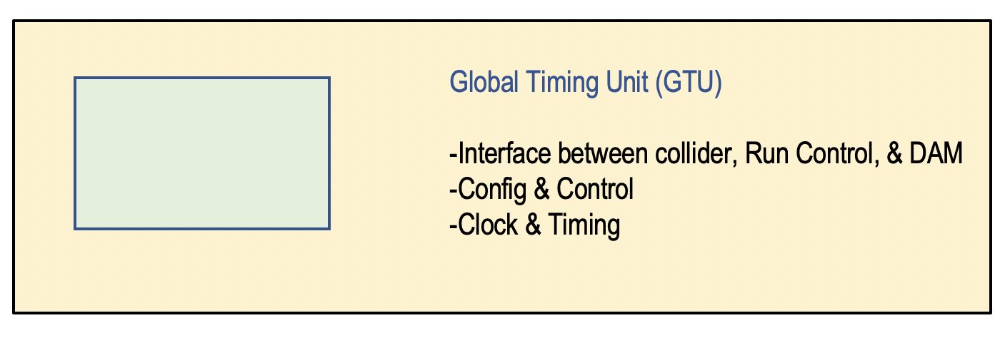 Global Timing Unit (GTU)
-Interface between collider, Run Control, & DAM
-Config & Control
-Clock & Timing